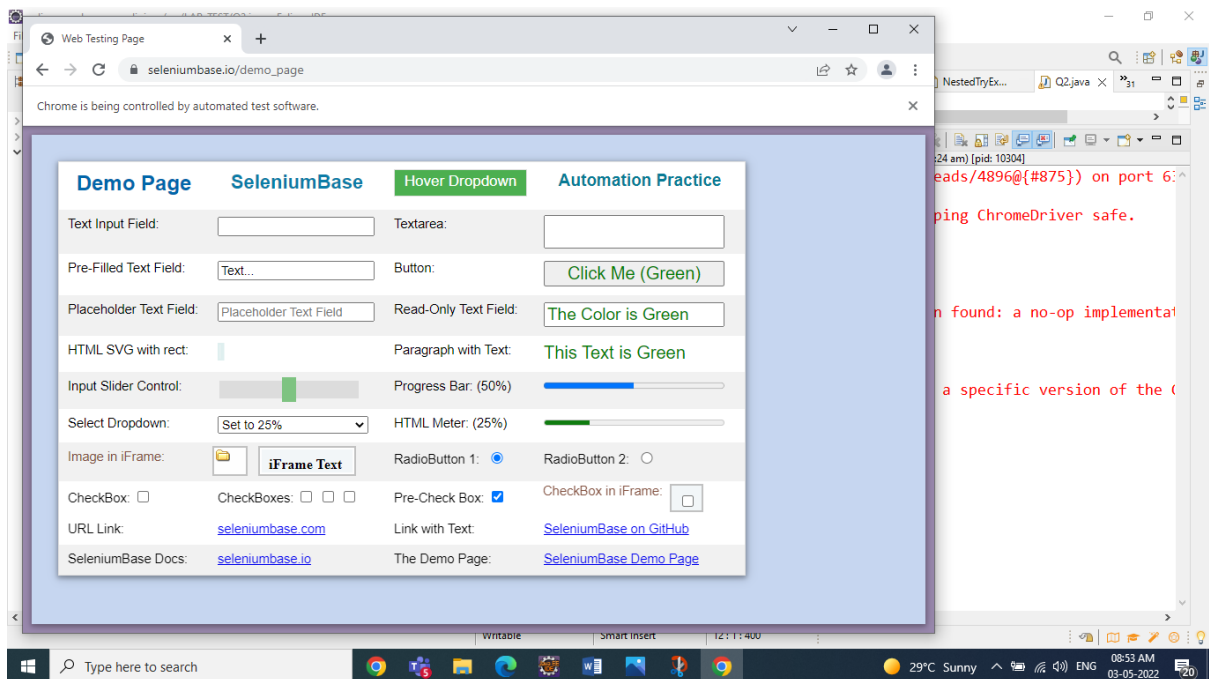 Web Testing Page
seleniumbase.io/demo_page
Chrome is being controlled by automated test software.
Demo Page SeleniumBase Hover Dropdown Automation Practice
Text Input Field: Textarea:
Pre-Filled Text Field: Text... Button: Click Me (Green)
Placeholder Text Field: Placeholder Text Field Read-Only Text Field: The Color is Green
HTML SVG with rect: Paragraph with Text: This Text is Green
Input Slider Control: Progress Bar: (50%)
Select Dropdown: Set to 25% HTML Meter: (25%)
Image in iFrame: iFrame Text RadioButton 1: RadioButton 2:
CheckBox: CheckBoxes: Pre-Check Box: CheckBox in iFrame:
URL Link: seleniumbase.com Link with Text: SeleniumBase on GitHub
SeleniumBase Docs: seleniumbase.io The Demo Page: SeleniumBase Demo Page
NestedTryEx... Q2.java 31
:24 am) [pid: 10304]
eads/4896@{#875}) on port 6
ping ChromeDriver safe.
n found: a no-op implementat
a specific version of the
Writable Smart Insert 12 : 1 : 400
Type here to search
29°C Sunny ENG 08:53 AM
03-05-2022 20